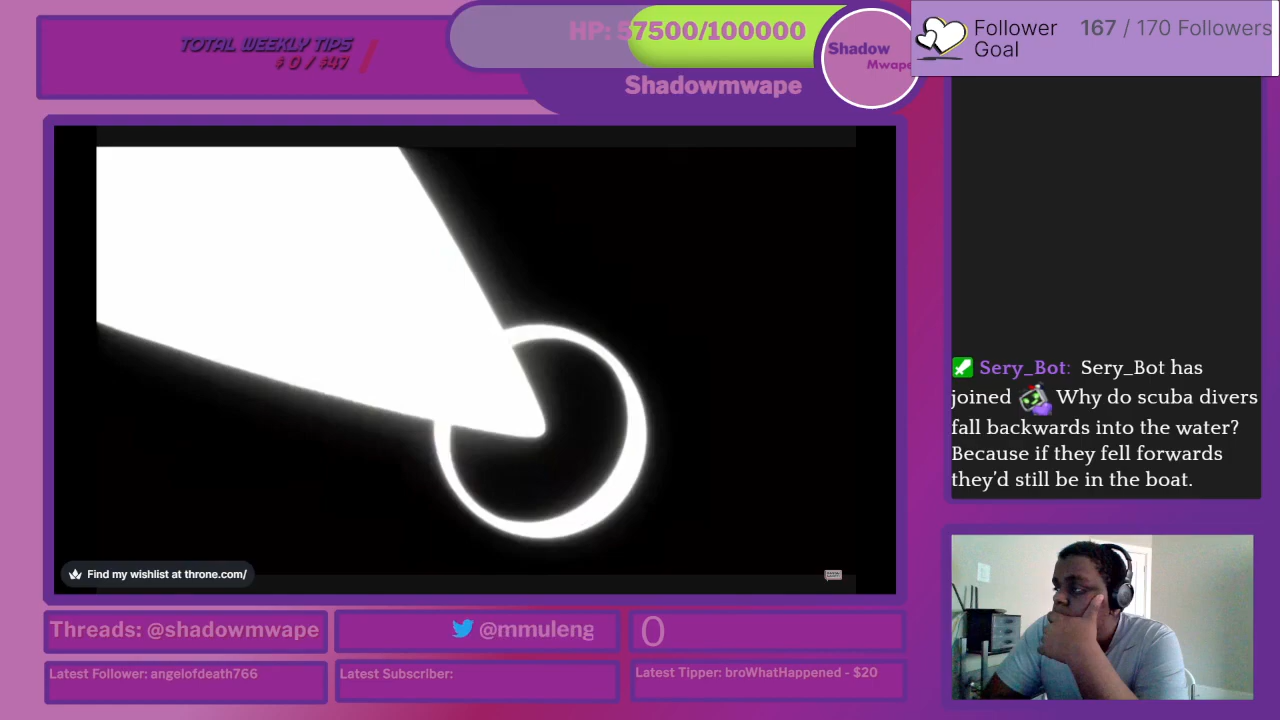 TOTAL WEEKLY TIPS
$ 0 / $47
HP: 57500/100000
Shadowmwape
Shadow
Mwape
Follower
Goal
167 / 170 Followers
Sery_Bot: Sery_Bot has
joined Why do scuba divers
fall backwards into the water?
Because if they fell forwards
they'd still be in the boat.
Find my wishlist at throne.com/
Threads: @shadowmwape
@mmuleng
0
Latest Follower: angelofdeath766
Latest Subscriber:
Latest Tipper: broWhatHappened - $20